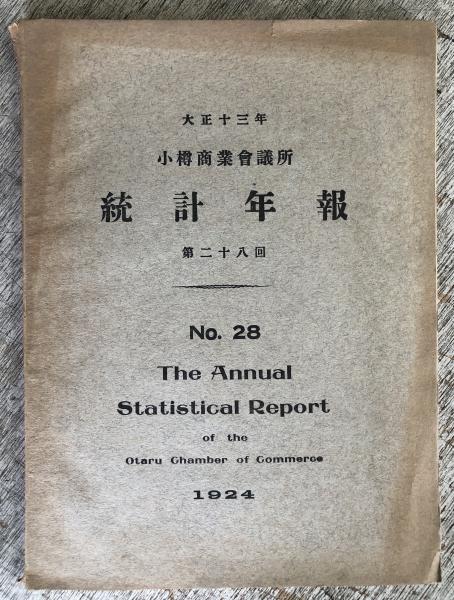 大正十三年
小樽商業會議所
統計年報
第二十八回
No. 28
The Annual
Statistical Report
of the
Otaru Chamber of Commerce
1924